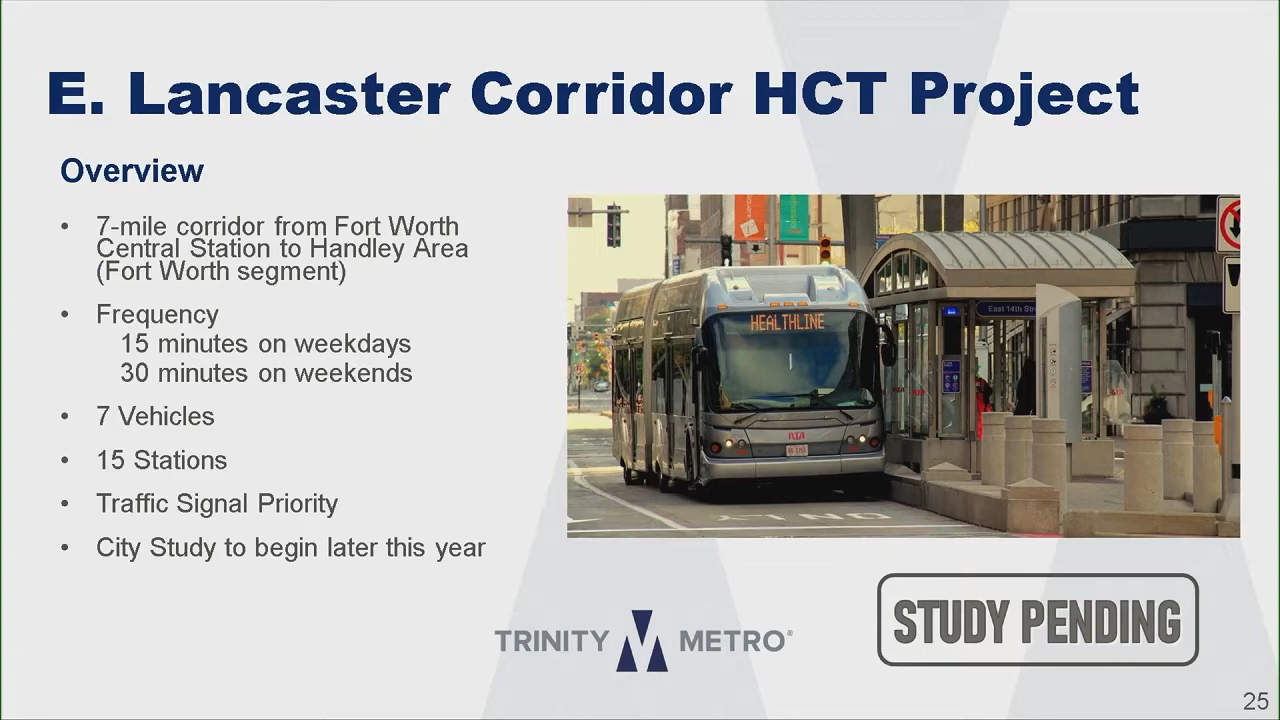 E. Lancaster Corridor HCT Project
Overview
• 7-mile corridor from Fort Worth
Central Station to Handley Area
(Fort Worth segment)
• Frequency
15 minutes on weekdays
30 minutes on weekends
• 7 Vehicles
• 15 Stations
• Traffic Signal Priority
• City Study to begin later this year
HEALTHLINE
East 14th
RTA
ONLY
TRINITY METRO®
STUDY PENDING
25